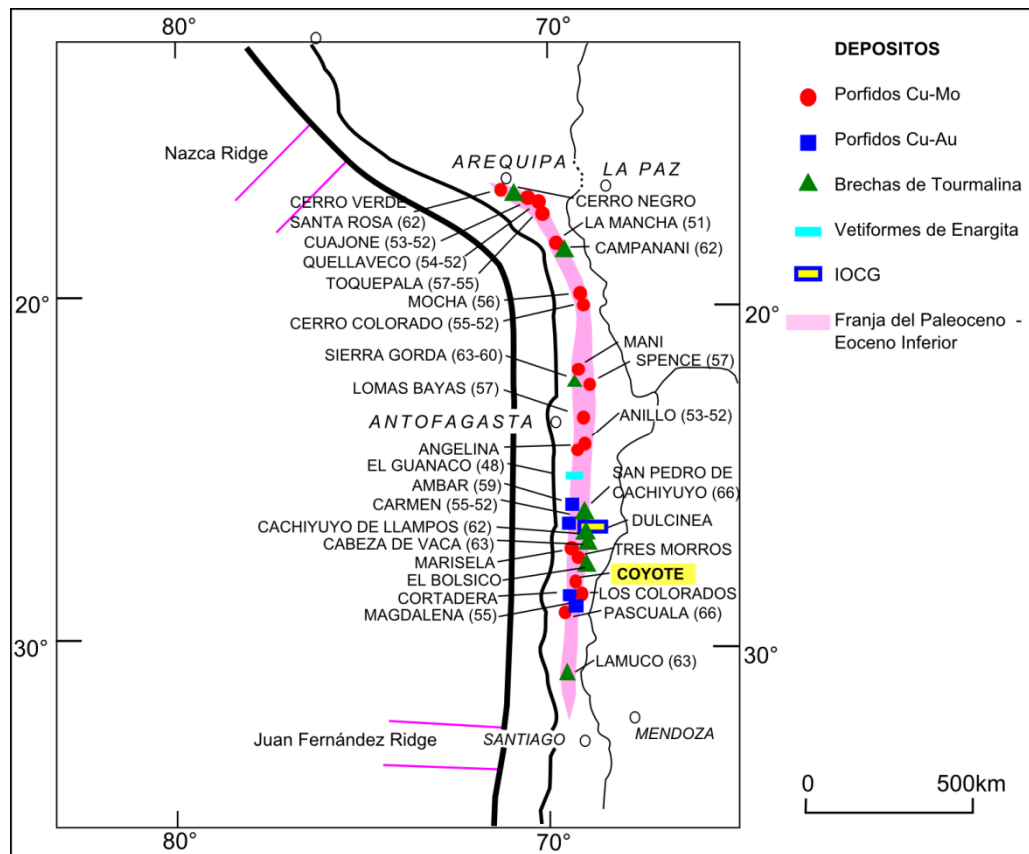 80°
70°
DEPOSITOS
Porfidos Cu-Mo
Porfidos Cu-Au
Brechas de Tourmalina
Vetiformes de Enargita
IOCG
Franja del Paleoceno -
Eoceno Inferior
Nazca Ridge
AREQUIPA
LA PAZ
CERRO VERDE
SANTA ROSA (62)
CUAJONE (53-52)
QUELLAVECO (54-52)
TOQUEPALA (57-55)
MOCHA (56)
CERRO COLORADO (55-52)
SIERRA GORDA (63-60)
LOMAS BAYAS (57)
ANTOFAGASTA
ANGELINA
EL GUANACO (48)
AMBAR (59)
CARMEN (55-52)
CACHIYUYO DE LLAMPOS (62)
CABEZA DE VACA (63)
MARISELA
EL BOLSICO
CORTADERA
MAGDALENA (55)
CERRO NEGRO
LA MANCHA (51)
CAMPANANI (62)
MANI
SPENCE (57)
ANILLO (53-52)
SAN PEDRO DE
CACHIYUYO (66)
DULCINEA
TRES MORROS
COYOTE
LOS COLORADOS
PASCUALA (66)
LAMUCO (63)
20°
20°
30°
30°
Juan Fernández Ridge
SANTIAGO
MENDOZA
0 500km
80°
70°